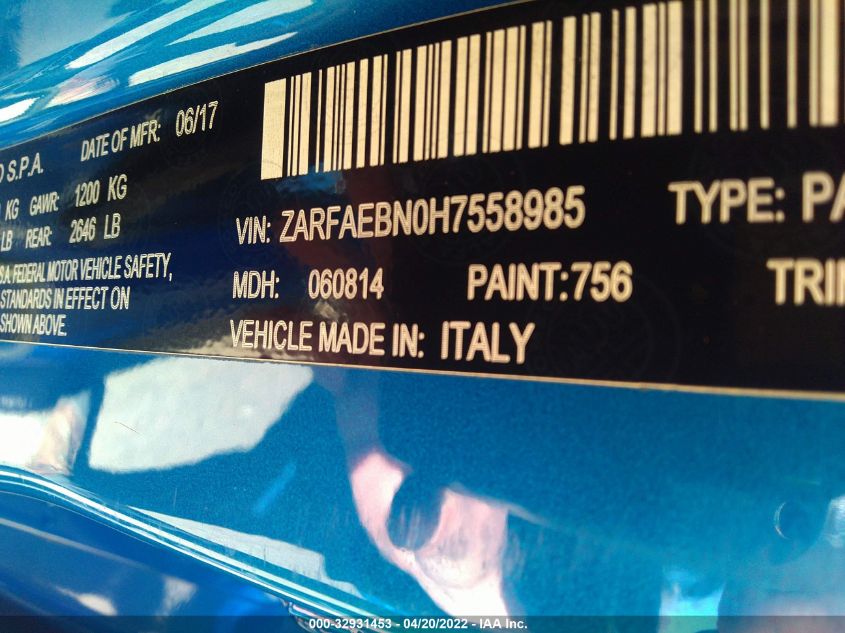 O S.P.A. DATE OF MFR: 06/17
KG GAWR: 1200 KG
LB REAR: 2646 LB
S.A. FEDERAL MOTOR VEHICLE SAFETY,
STANDARDS IN EFFECT ON
SHOWN ABOVE.
VIN: ZARFAEBN0H7558985 TYPE: PA
MDH: 060814 PAINT:756 TRIM
VEHICLE MADE IN: ITALY
000-32931453 - 04/20/2022 - IAA Inc.